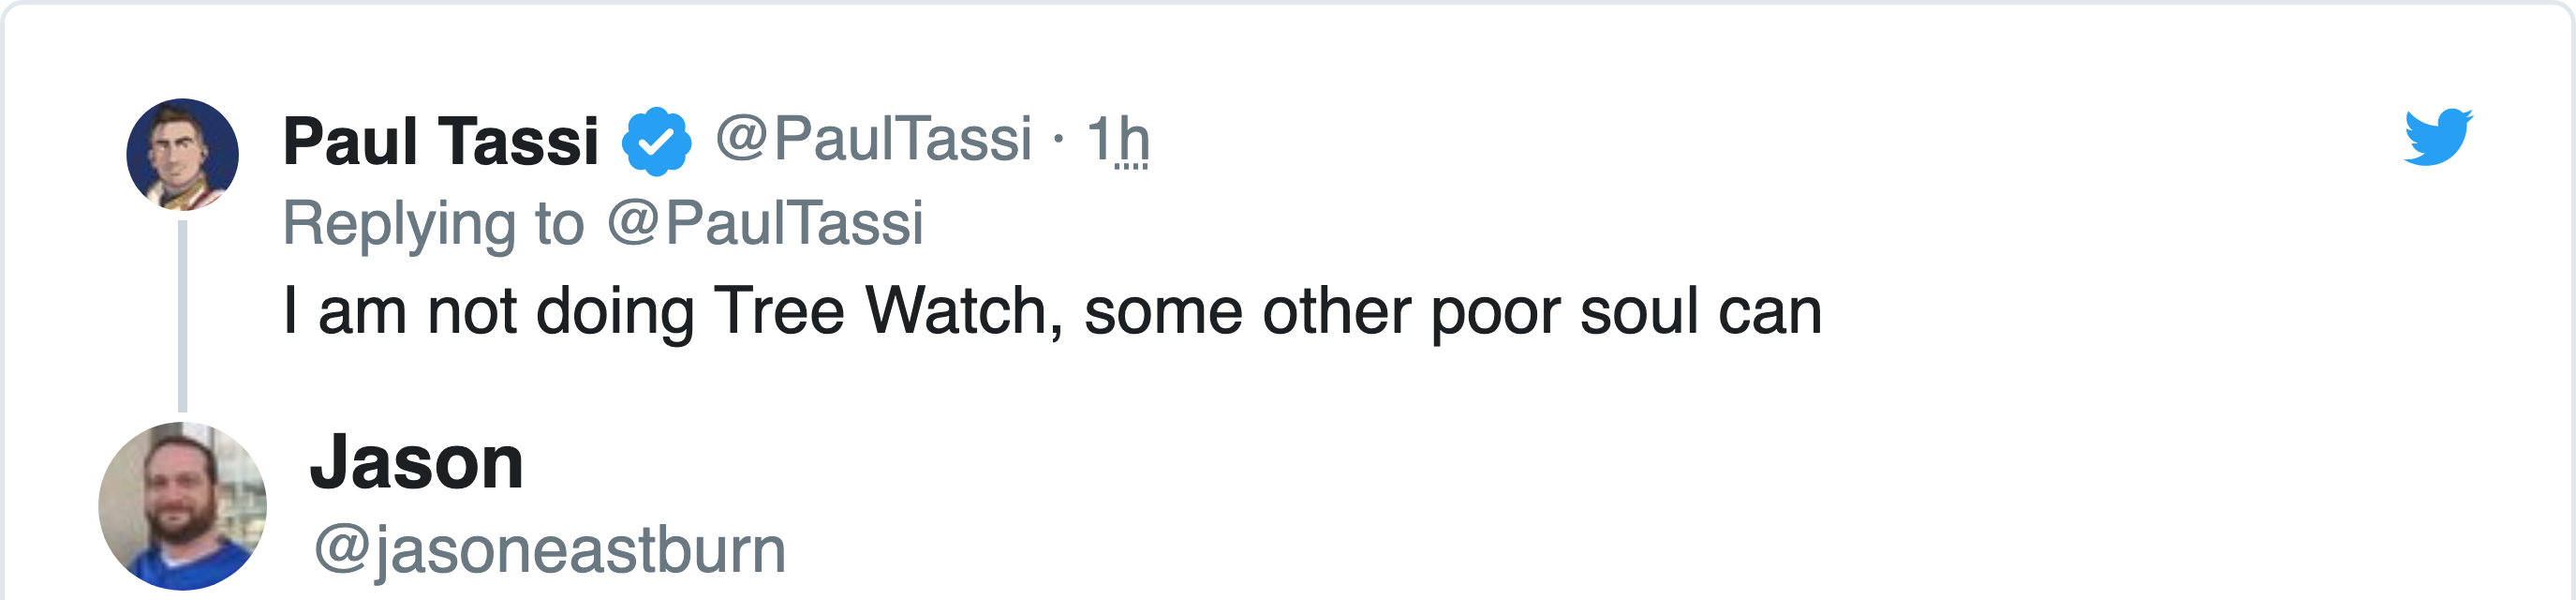 Paul Tassi @PaulTassi · 1h
Replying to @PaulTassi
I am not doing Tree Watch, some other poor soul can
Jason
@jasoneastburn